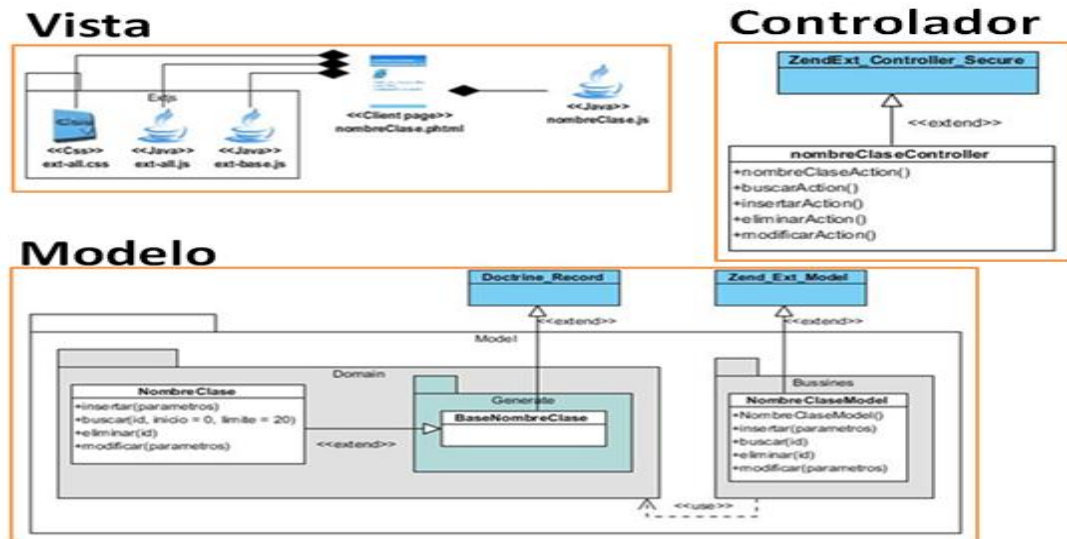 Vista
Extjs
<<Css>>
ext-all.css
<<Java>>
ext-all.js
<<Java>>
ext-base.js
<<Client page>>
nombreClase.phtml
<<Java>>
nombreClase.js
Controlador
ZendExt_Controller_Secure
<<extend>>
nombreClaseController
+nombreClaseAction()
+buscarAction()
+insertarAction()
+eliminarAction()
+modificarAction()
Modelo
Doctrine_Record
<<extend>>
Zend_Ext_Model
<<extend>>
Model
Domain
NombreClase
+insertar(parametros)
+buscar(id, inicio = 0, limite = 20)
+eliminar(id)
+modificar(parametros)
<<extend>>
Generate
BaseNombreClase
Bussines
NombreClaseModel
+NombreClaseModel()
+insertar(parametros)
+buscar(id)
+eliminar(id)
+modificar(parametros)
<<use>>